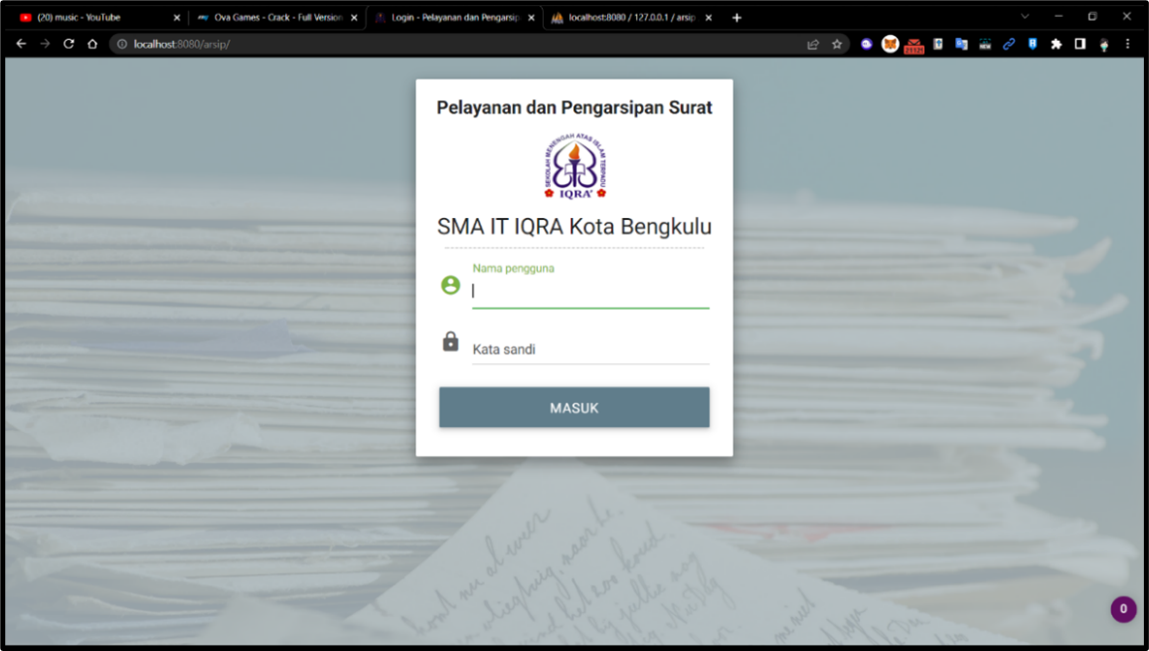 (20) music - YouTube
Ova Games - Crack - Full Version
Login - Pelayanan dan Pengarsip
localhost:8080 / 127.0.0.1 / arsip
localhost:8080/arsip/
21121
Pelayanan dan Pengarsipan Surat
SEKOLAH MENENGAH ATAS ISLAM TERPADU
IQRA'
SMA IT IQRA Kota Bengkulu
Nama pengguna
Kata sandi
MASUK
0